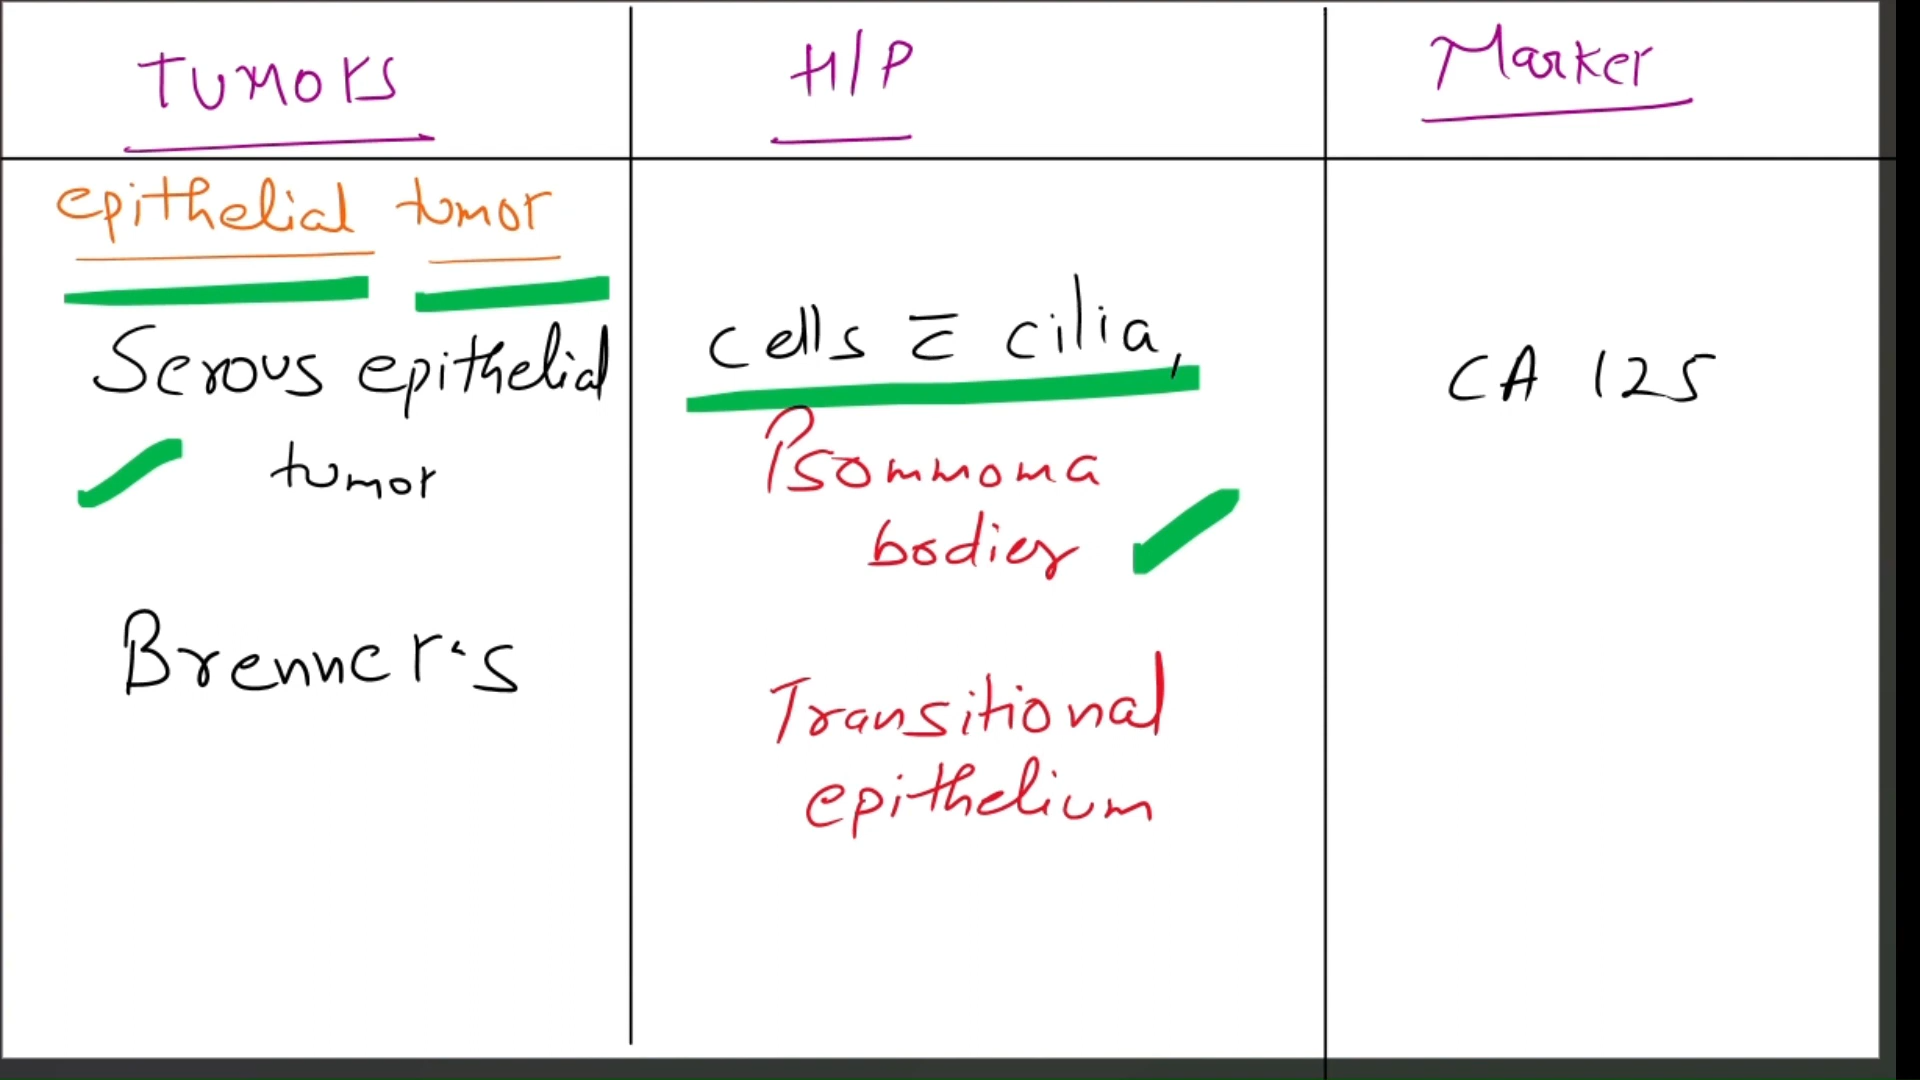 Tumors
H/P
Marker
epithelial tumor
Serous epithelial
tumor
cells c̅ cilia,
Psommoma
bodies
CA 125
Brenner's
Transitional
epithelium